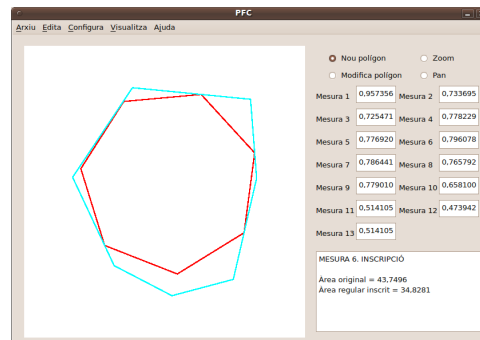 PFC
Arxiu Edita Configura Visualitza Ajuda
Nou polígon Zoom
Modifica polígon Pan
Mesura 1 0,957356 Mesura 2 0,733695
Mesura 3 0,725471 Mesura 4 0,778229
Mesura 5 0,776920 Mesura 6 0,796078
Mesura 7 0,786441 Mesura 8 0,765792
Mesura 9 0,779010 Mesura 10 0,658100
Mesura 11 0,514105 Mesura 12 0,473942
Mesura 13 0,514105
MESURA 6. INSCRIPCIÓ
Àrea original = 43,7496
Àrea regular inscrit = 34,8281